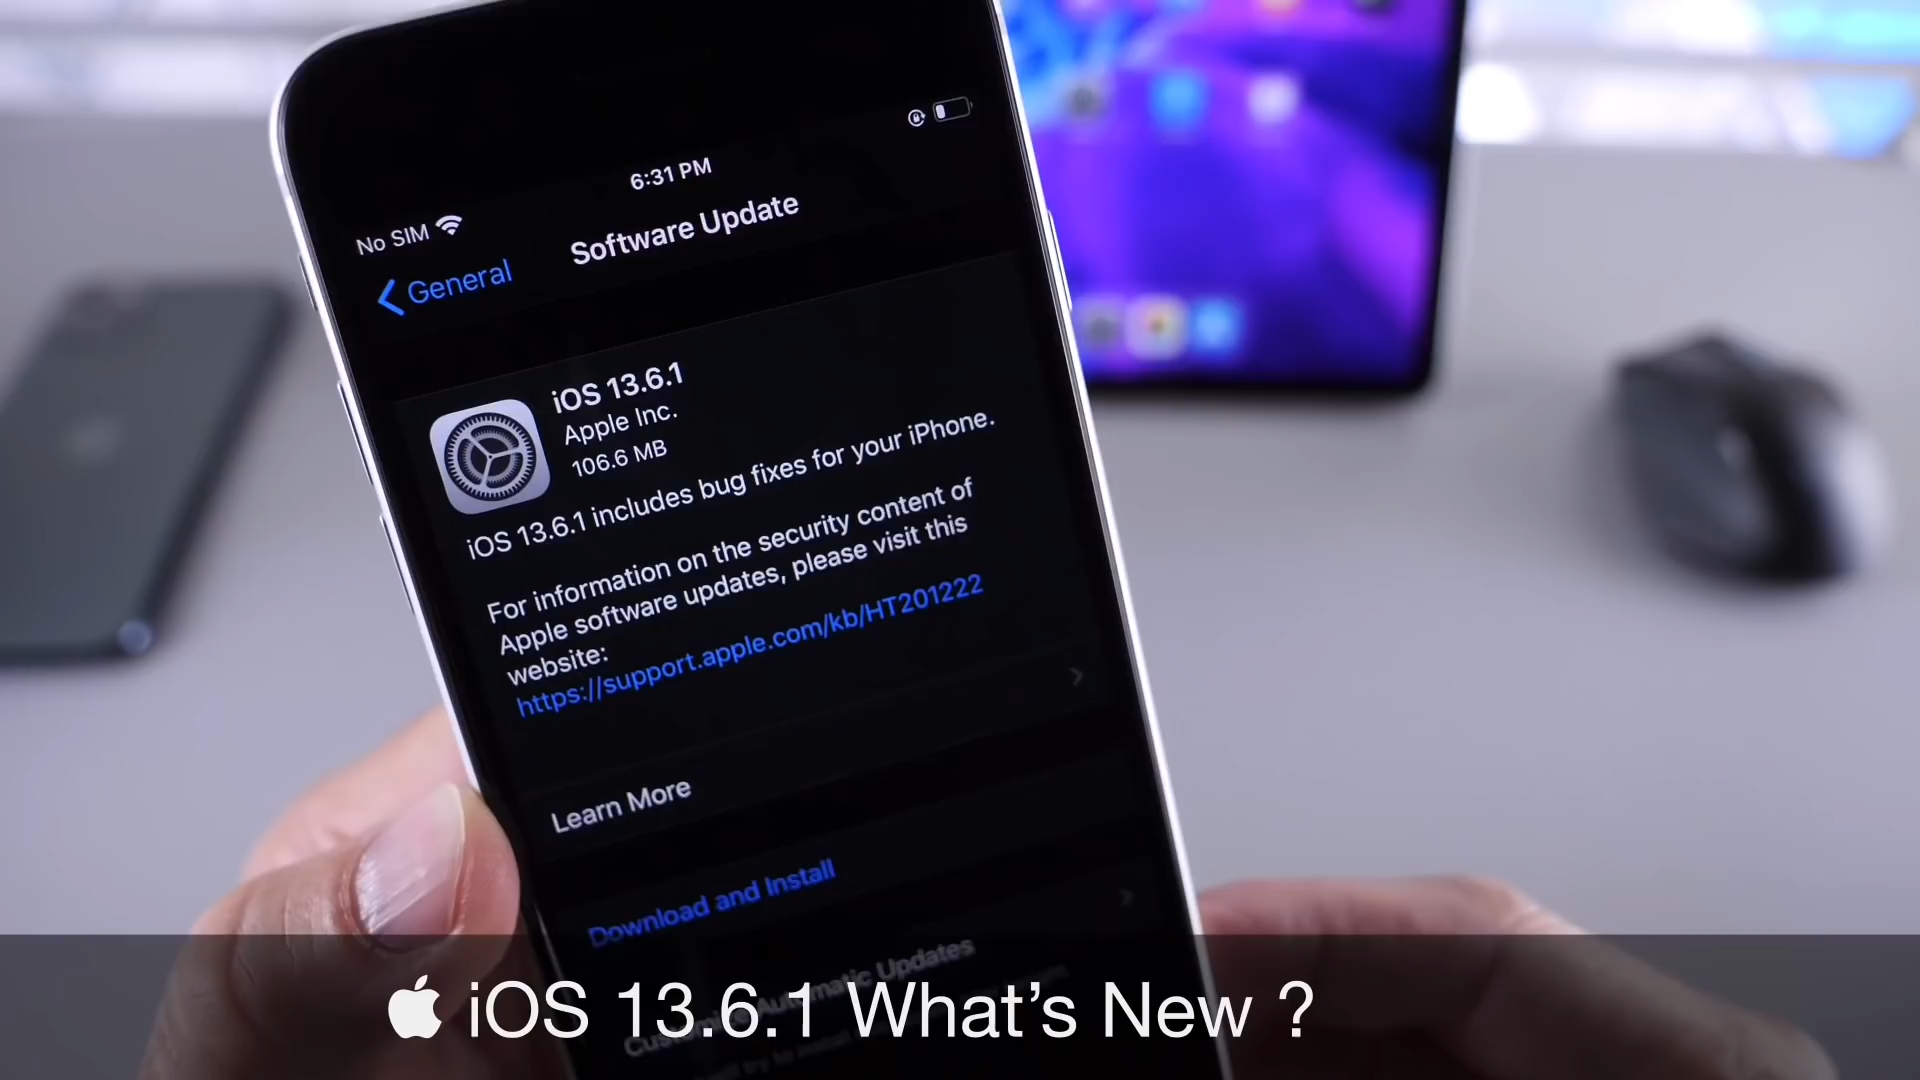 6:31 PM
No SIM
General
Software Update
iOS 13.6.1
Apple Inc.
106.6 MB
iOS 13.6.1 includes bug fixes for your iPhone.
For information on the security content of
Apple software updates, please visit this
website:
https://support.apple.com/kb/HT201222
Learn More
Download and Install
Customize Automatic Updates
iOS 13.6.1 What's New ?